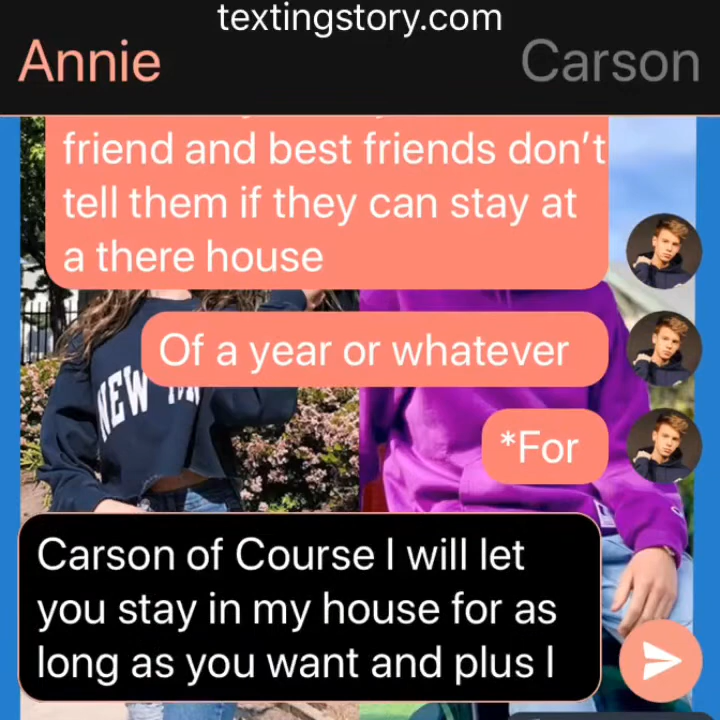 textingstory.com
Annie
Carson
friend and best friends don't
tell them if they can stay at
a there house
Of a year or whatever
*For
NEW
Carson of Course I will let
you stay in my house for as
long as you want and plus I